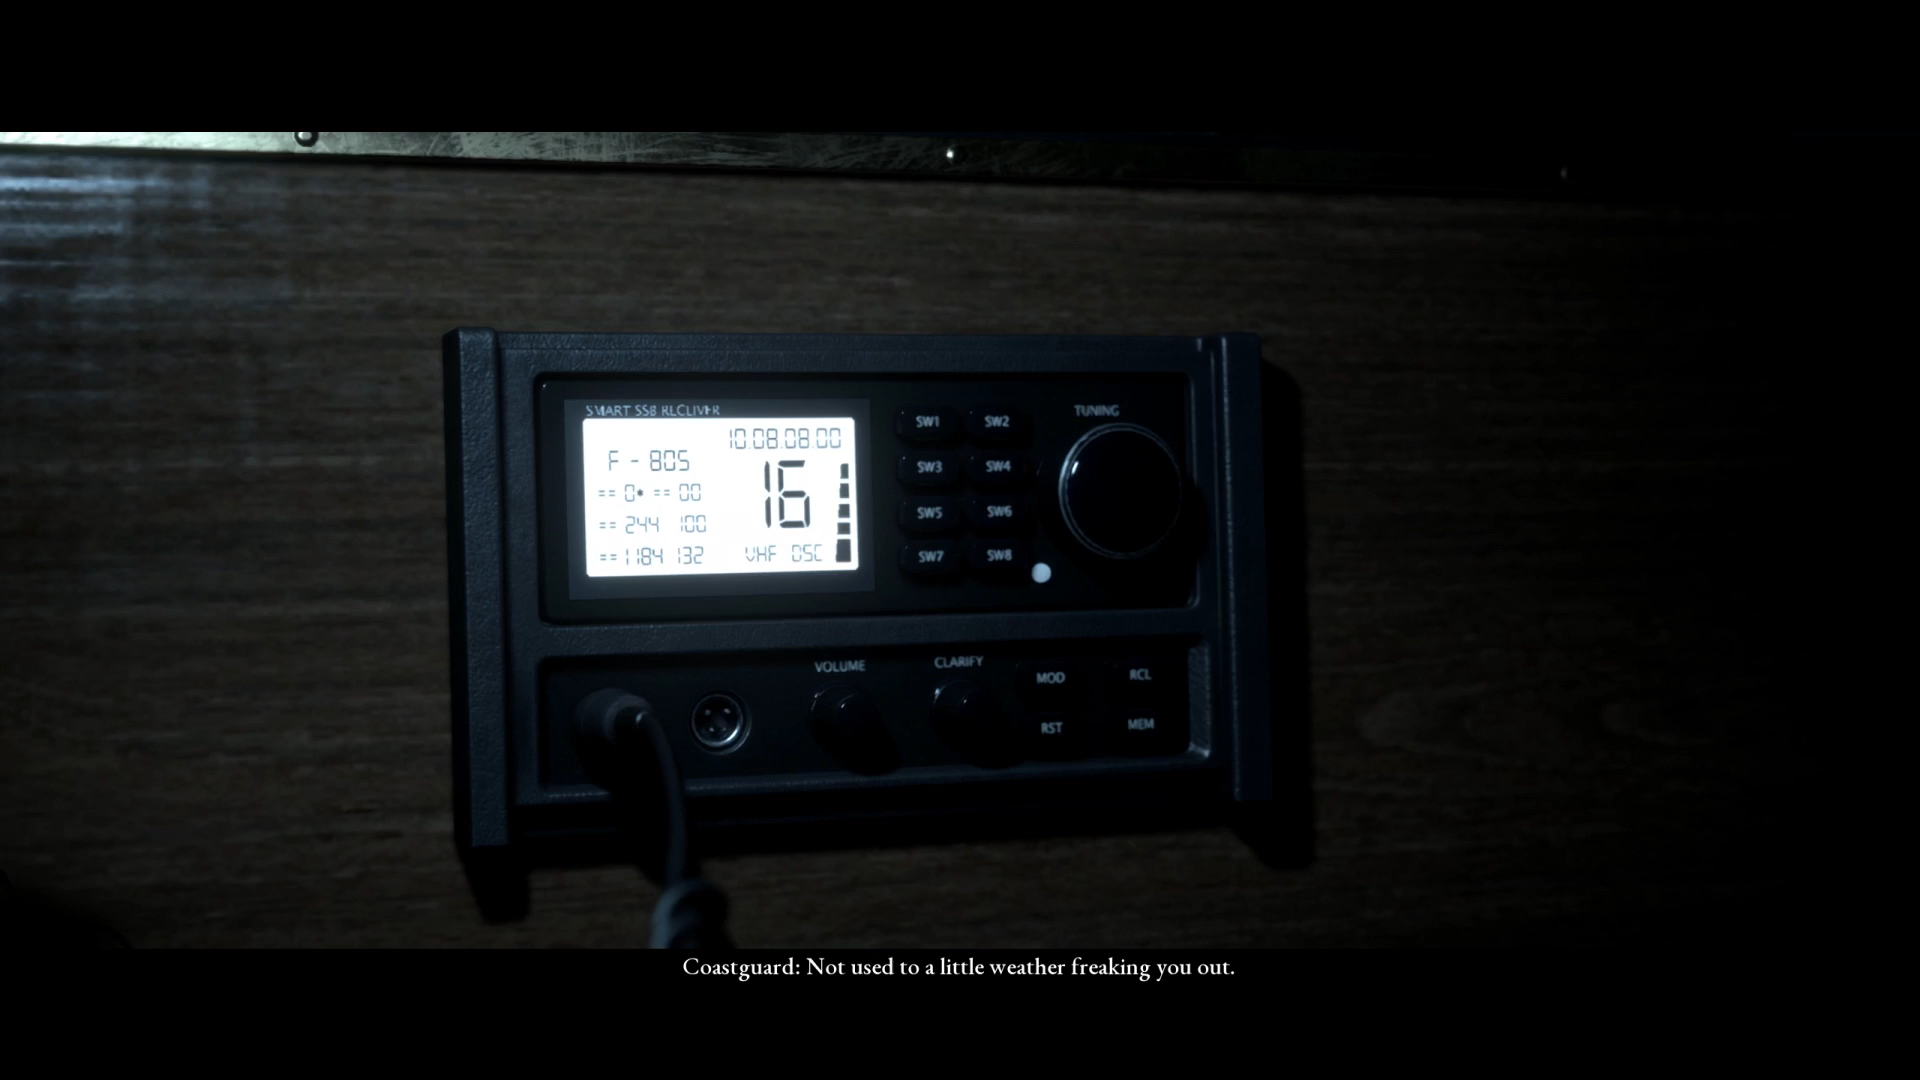 SMART SSB RECLIVER
10:08:08:00
F - 805
16
== 0* == 00
== 244 100
== 1184 132
VHF DSC
SW1 SW2
SW3 SW4
SW5 SW6
SW7 SW8
TUNING
VOLUME
CLARIFY
MOD RCL
RST MEM
Coastguard: Not used to a little weather freaking you out.